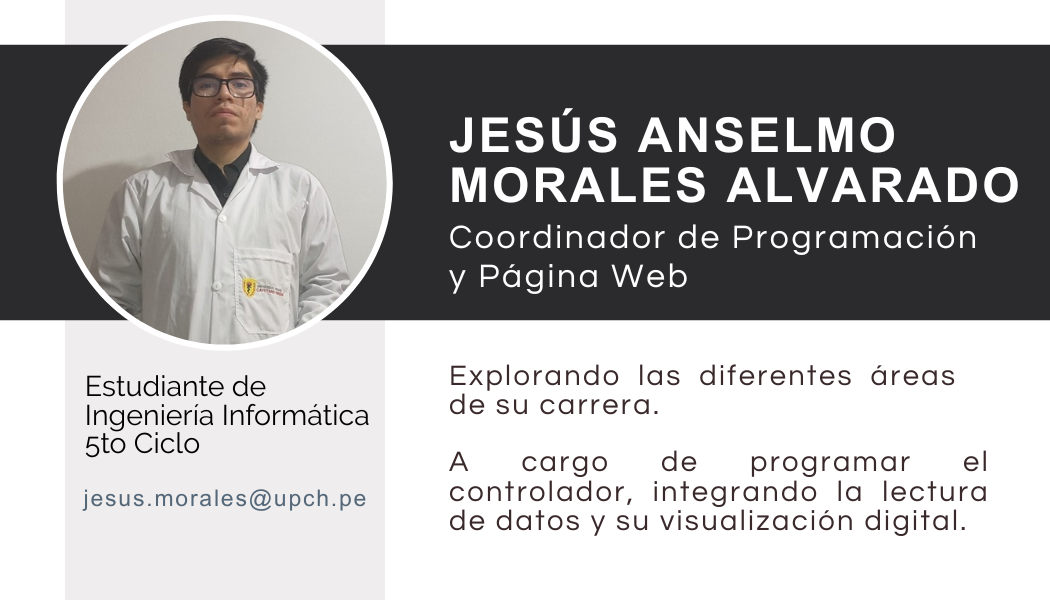 JESÚS ANSELMO
MORALES ALVARADO
Coordinador de Programación
y Página Web
Estudiante de
Ingeniería Informática
5to Ciclo
jesus.morales@upch.pe
Explorando las diferentes áreas
de su carrera.
A cargo de programar el
controlador, integrando la lectura
de datos y su visualización digital.